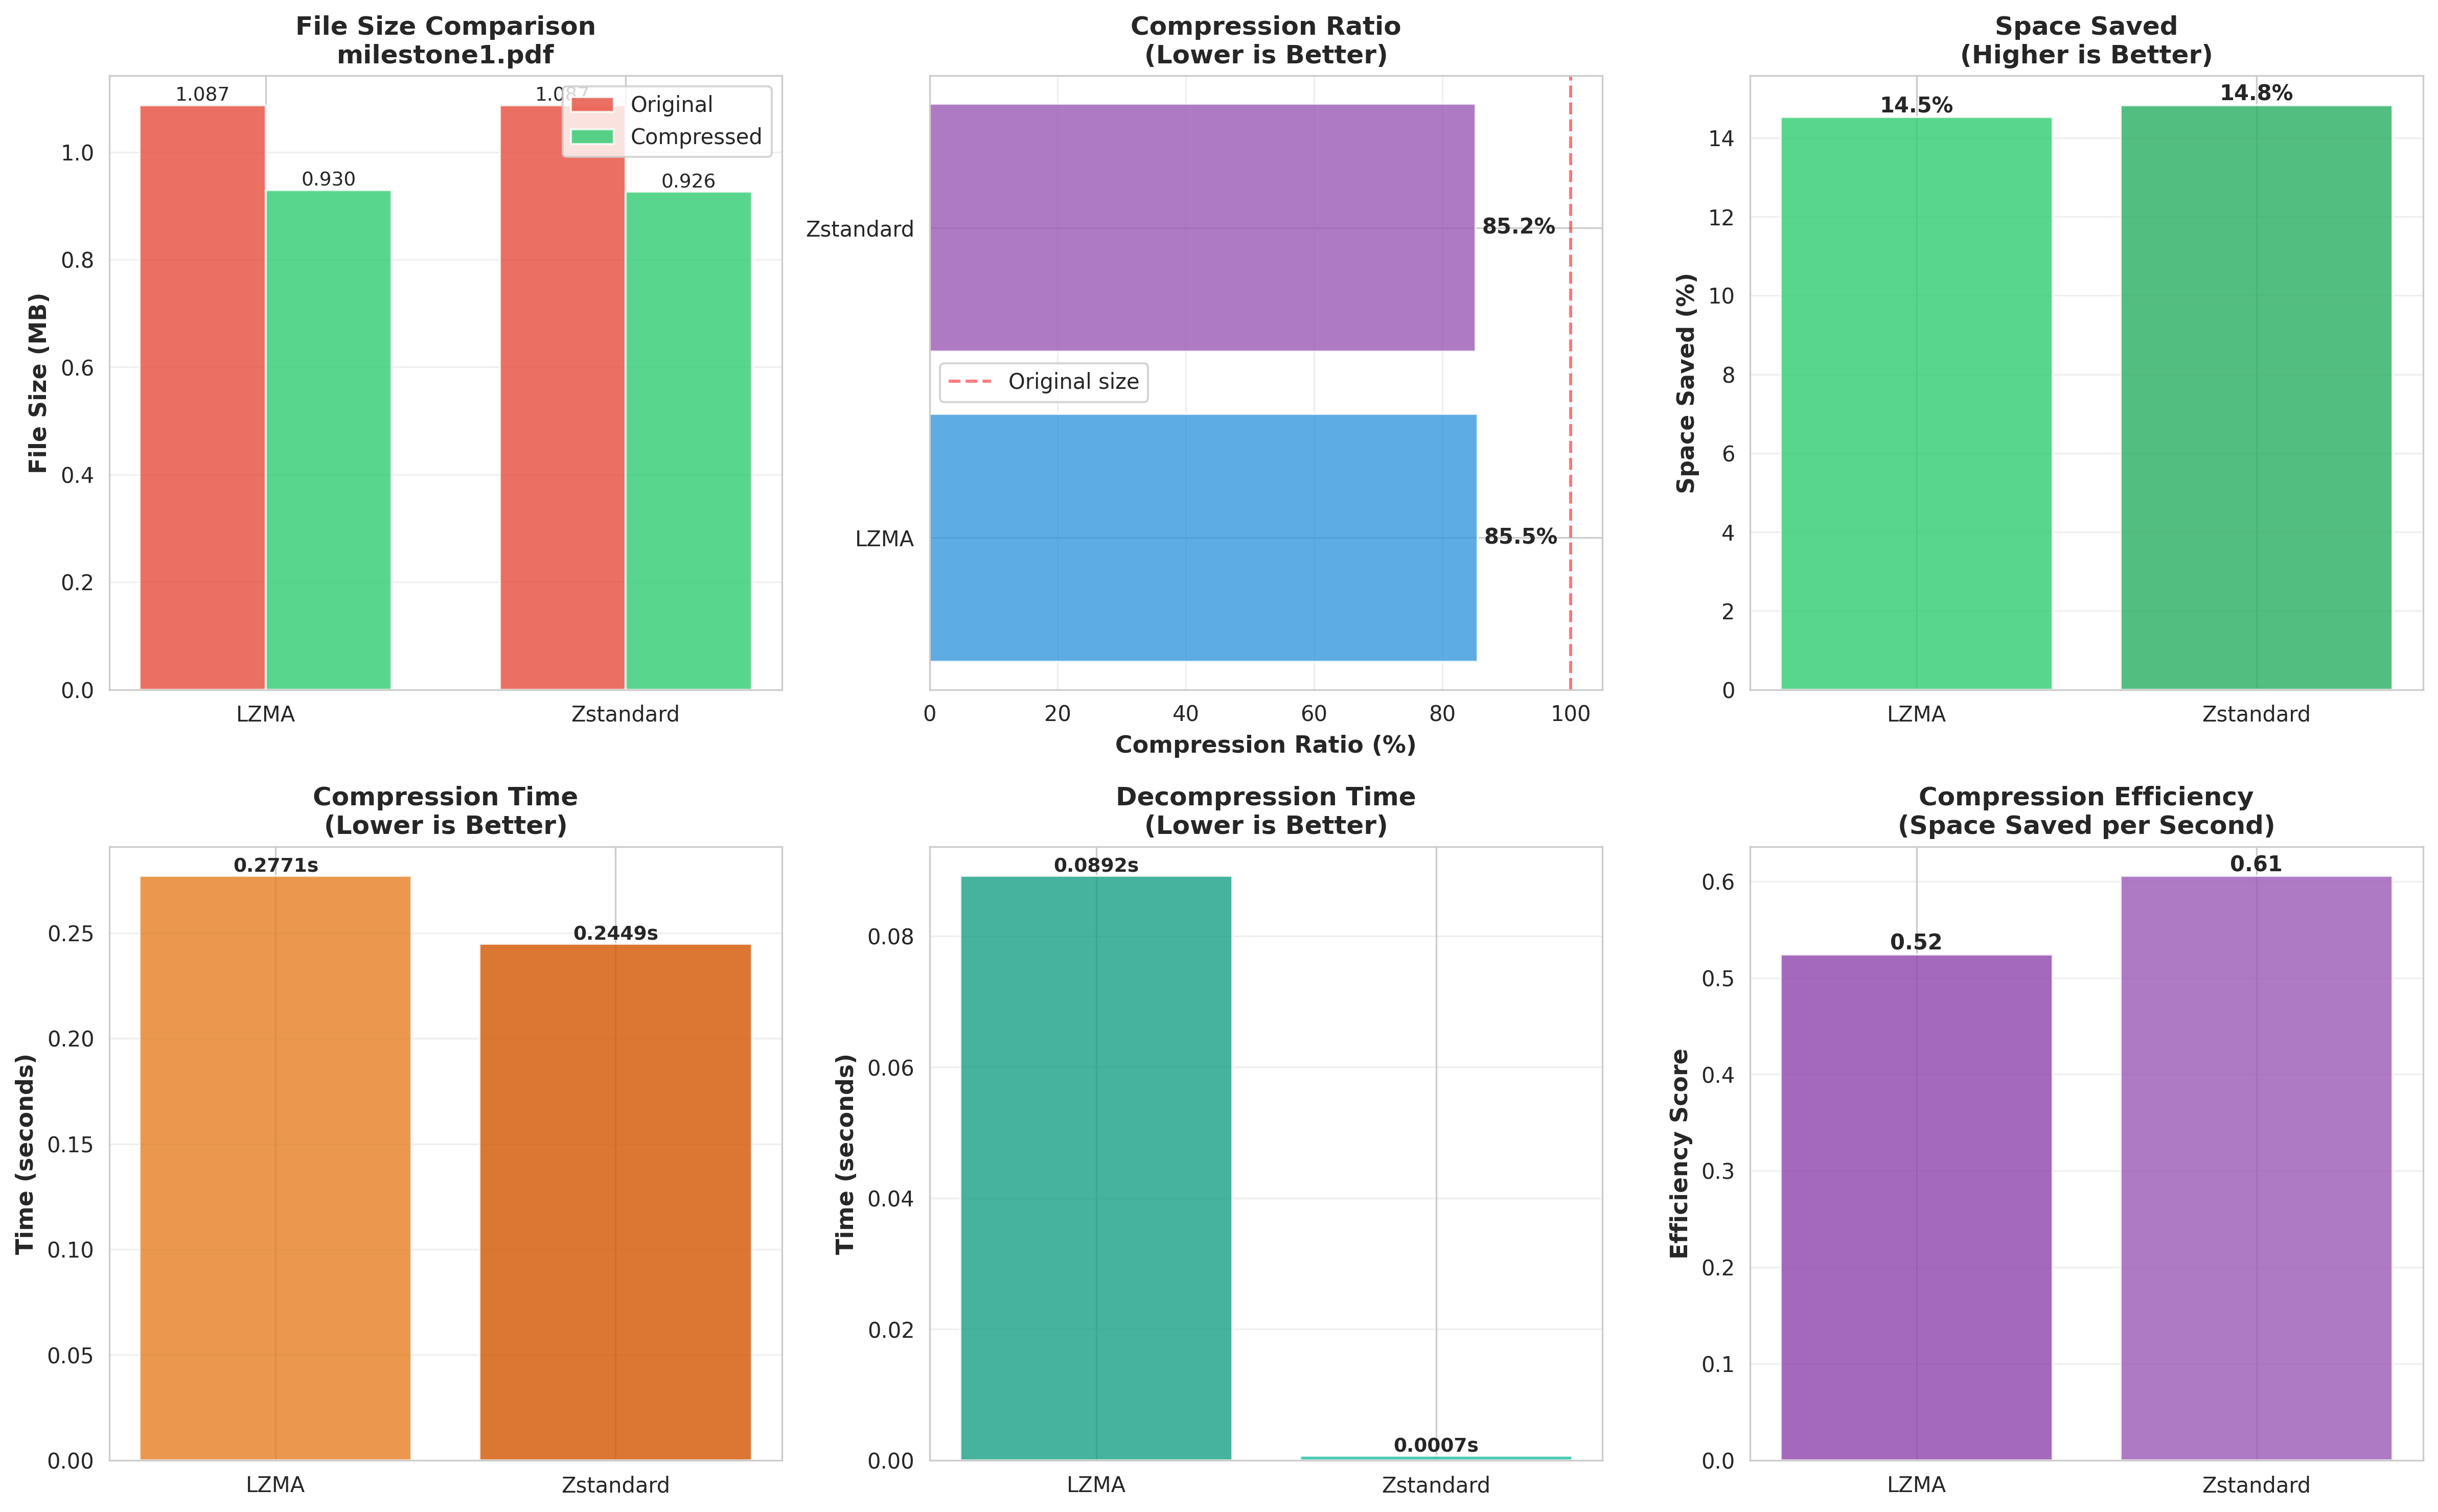 File Size Comparison
milestone1.pdf
File Size (MB)
1.0
0.8
0.6
0.4
0.2
0.0
1.087
0.930
1.087
0.926
Original
Compressed
LZMA
Zstandard
Compression Ratio
(Lower is Better)
Zstandard
85.2%
Original size
LZMA
85.5%
0
20
40
60
80
100
Compression Ratio (%)
Space Saved
(Higher is Better)
Space Saved (%)
14
12
10
8
6
4
2
0
14.5%
14.8%
LZMA
Zstandard
Compression Time
(Lower is Better)
Time (seconds)
0.25
0.20
0.15
0.10
0.05
0.00
0.2771s
0.2449s
LZMA
Zstandard
Decompression Time
(Lower is Better)
Time (seconds)
0.08
0.06
0.04
0.02
0.00
0.0892s
0.0007s
LZMA
Zstandard
Compression Efficiency
(Space Saved per Second)
Efficiency Score
0.6
0.5
0.4
0.3
0.2
0.1
0.0
0.52
0.61
LZMA
Zstandard